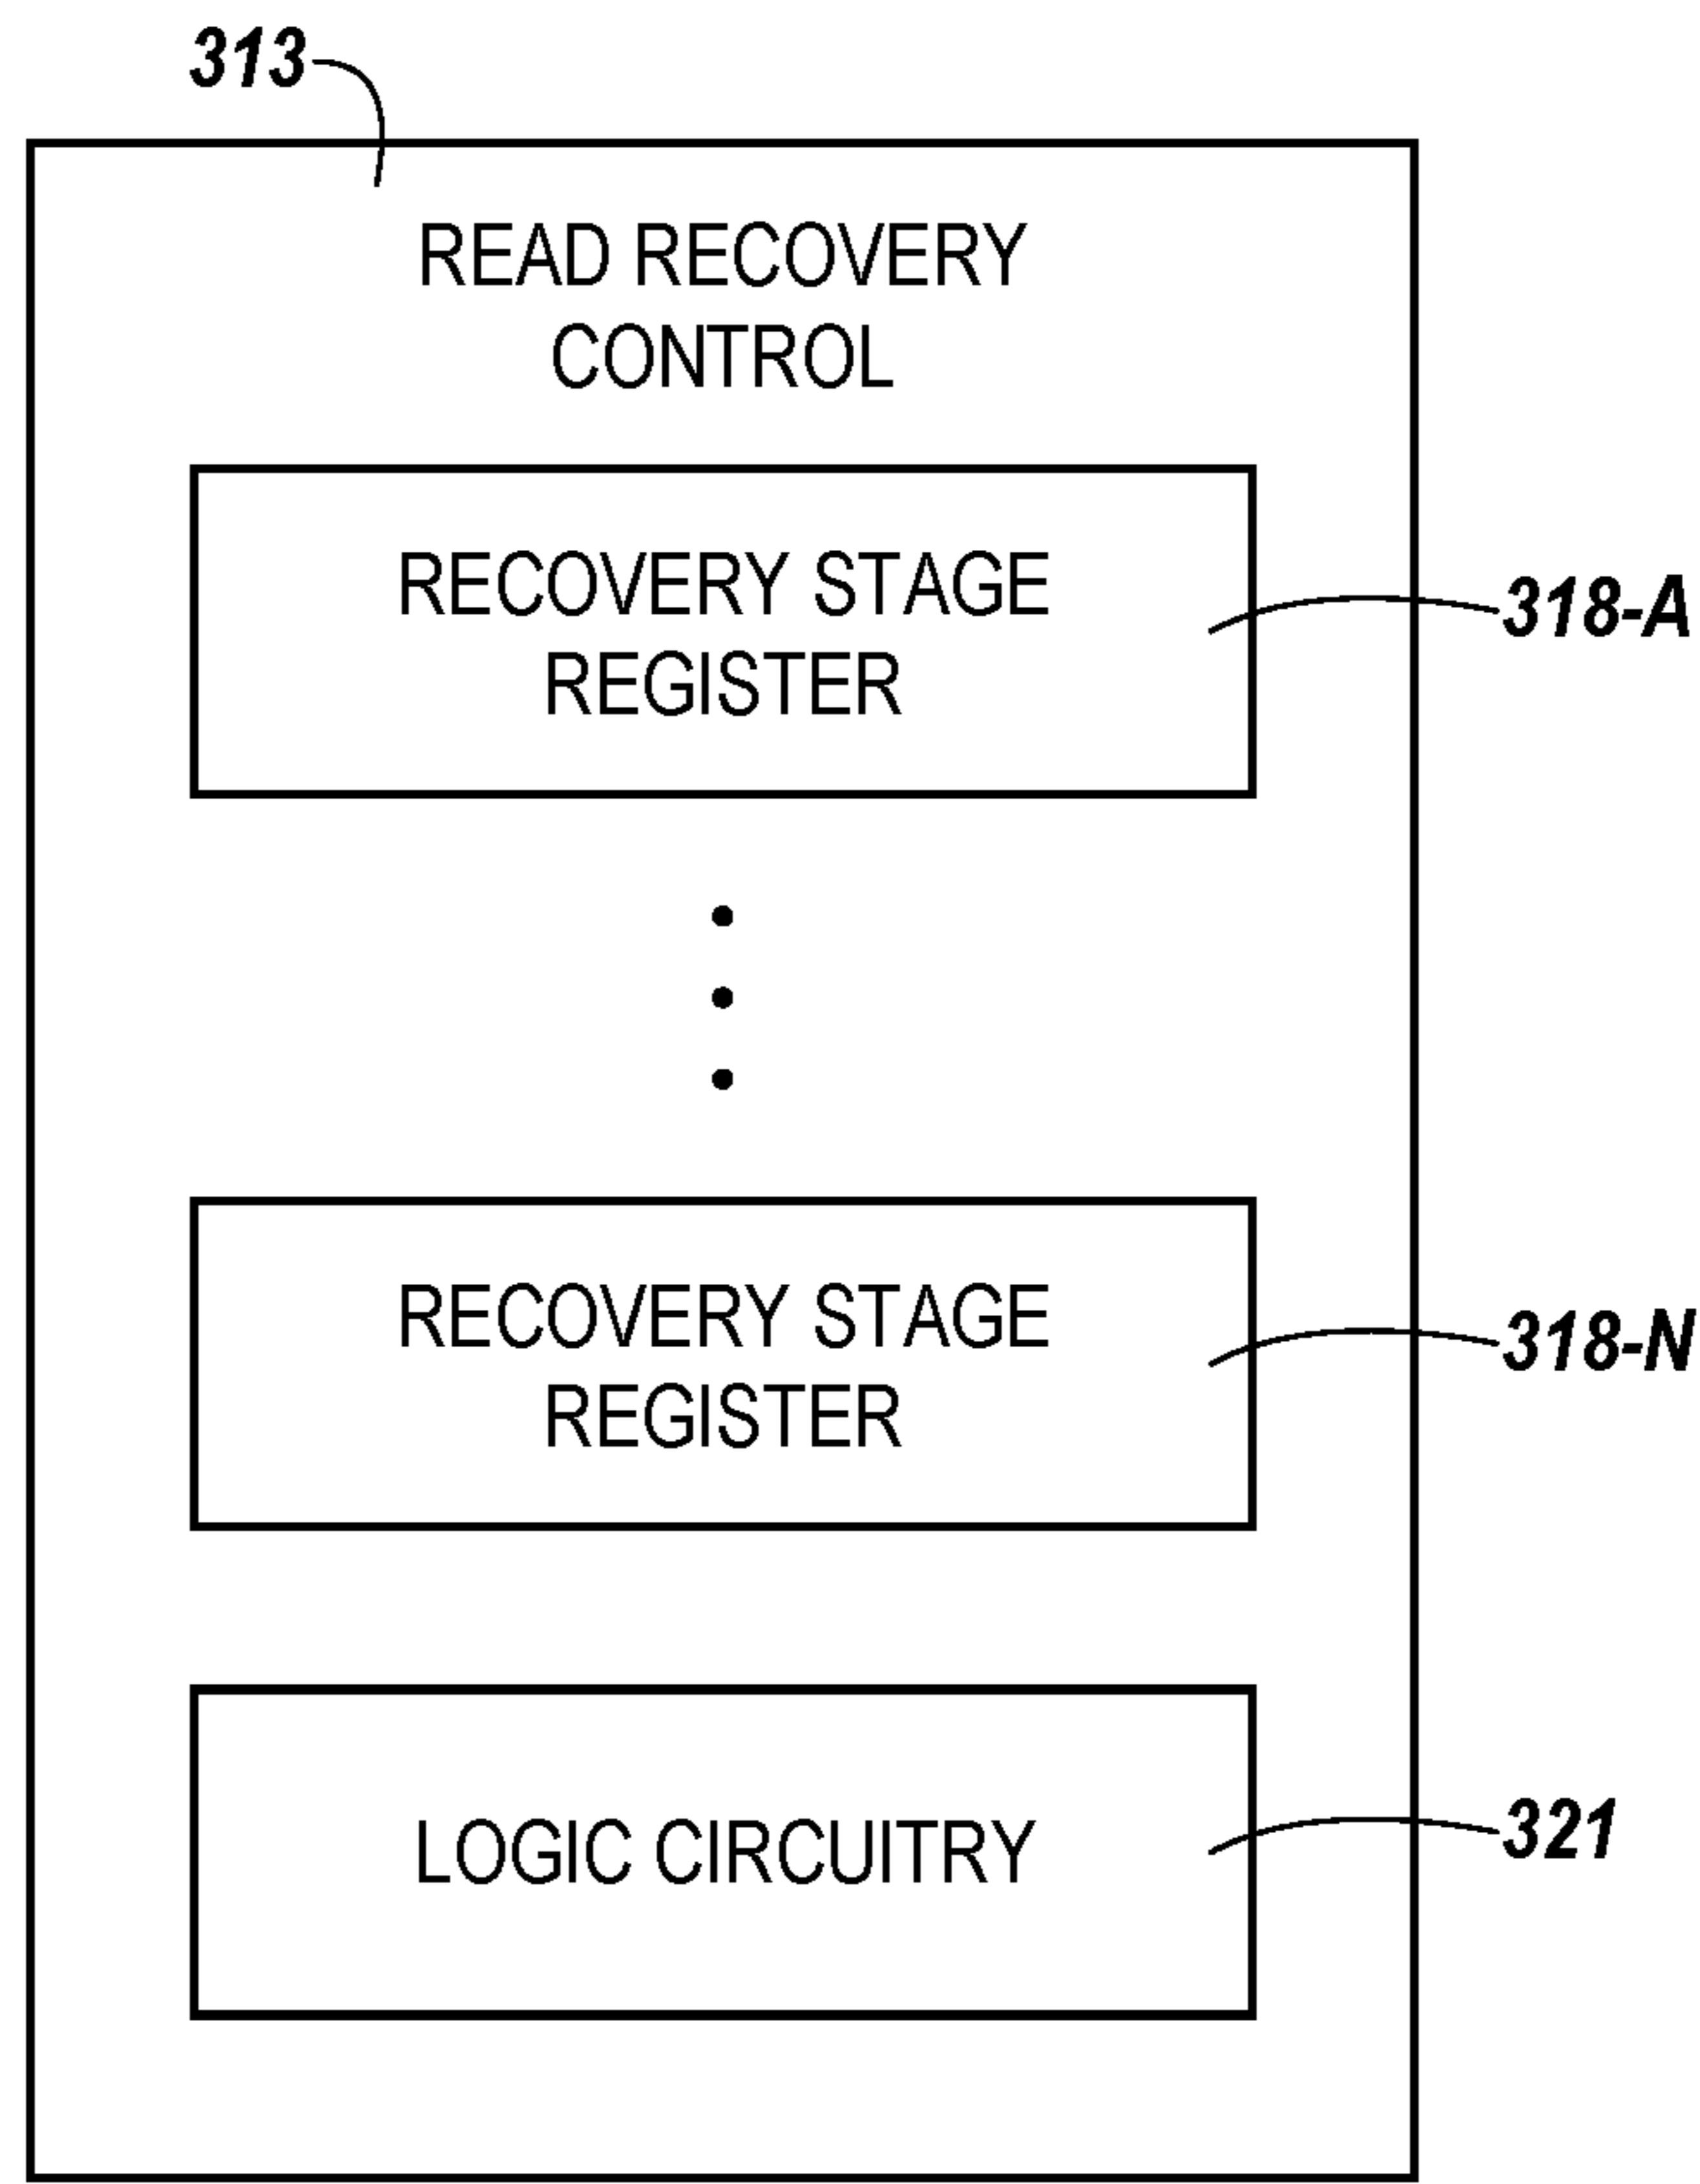 313
READ RECOVERY
CONTROL
RECOVERY STAGE
REGISTER
318-A
RECOVERY STAGE
REGISTER
318-N
LOGIC CIRCUITRY
321